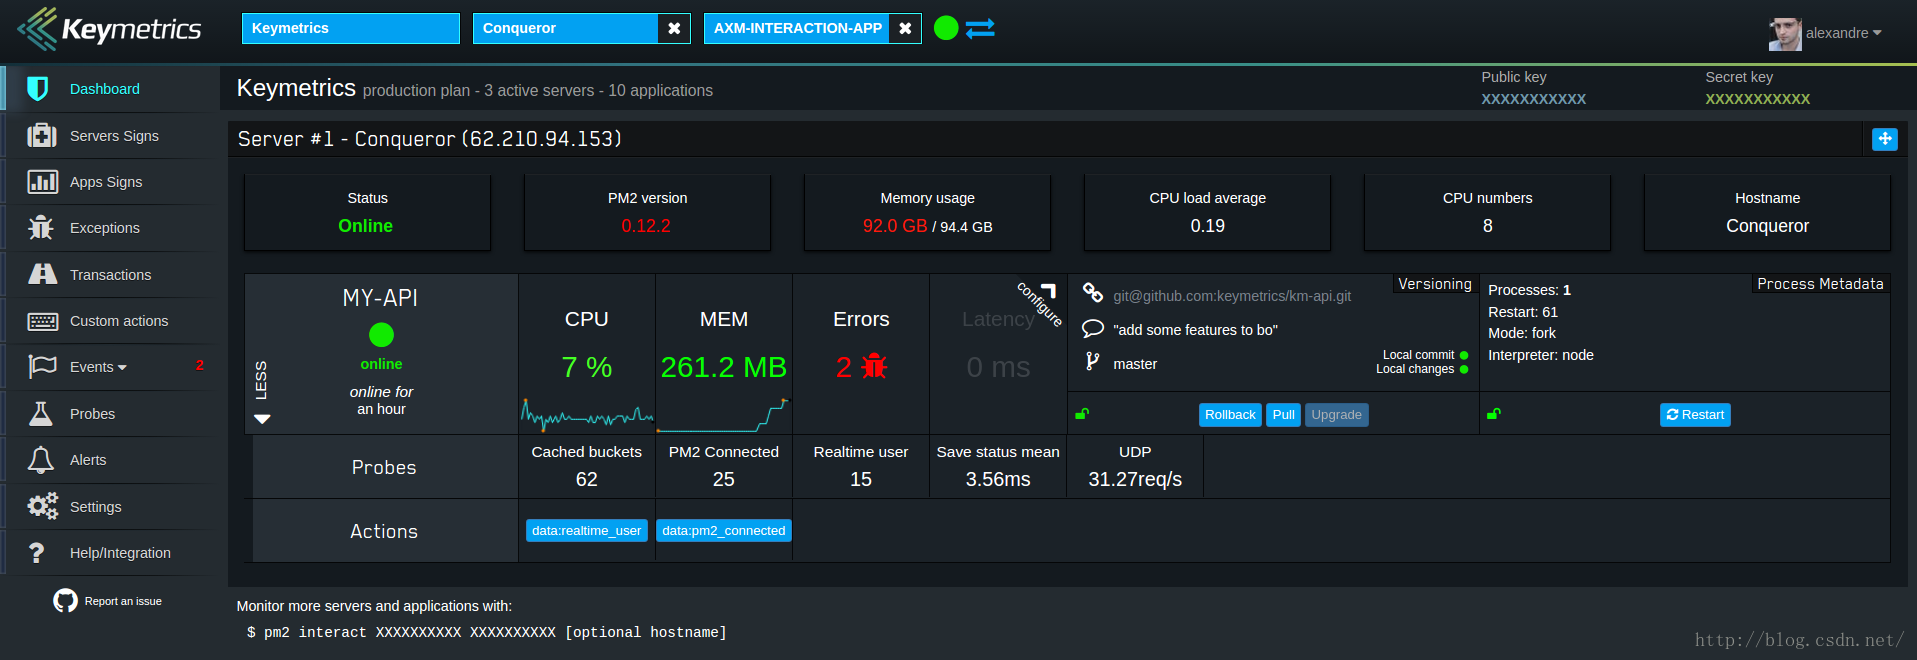 Keymetrics
Keymetrics
Conqueror
AXM-INTERACTION-APP
alexandre
Dashboard
Servers Signs
Apps Signs
Exceptions
Transactions
Custom actions
Events 2
Probes
Alerts
Settings
Help/Integration
Report an issue
Keymetrics production plan - 3 active servers - 10 applications
Public key
XXXXXXXXXXX
Secret key
XXXXXXXXXXX
Server #1 - Conqueror (62.210.94.153)
Status
Online
PM2 version
0.12.2
Memory usage
92.0 GB / 94.4 GB
CPU load average
0.19
CPU numbers
8
Hostname
Conqueror
LESS
MY-API
online
online for
an hour
CPU
7 %
MEM
261.2 MB
Errors
2
configure
Latency
0 ms
Versioning
git@github.com:keymetrics/km-api.git
"add some features to bo"
master
Local commit
Local changes
Rollback
Pull
Upgrade
Process Metadata
Processes: 1
Restart: 61
Mode: fork
Interpreter: node
Restart
Probes
Cached buckets
62
PM2 Connected
25
Realtime user
15
Save status mean
3.56ms
UDP
31.27req/s
Actions
data:realtime_user
data:pm2_connected
Monitor more servers and applications with:
$ pm2 interact XXXXXXXXXX XXXXXXXXXX [optional hostname]
http://blog.csdn.net/